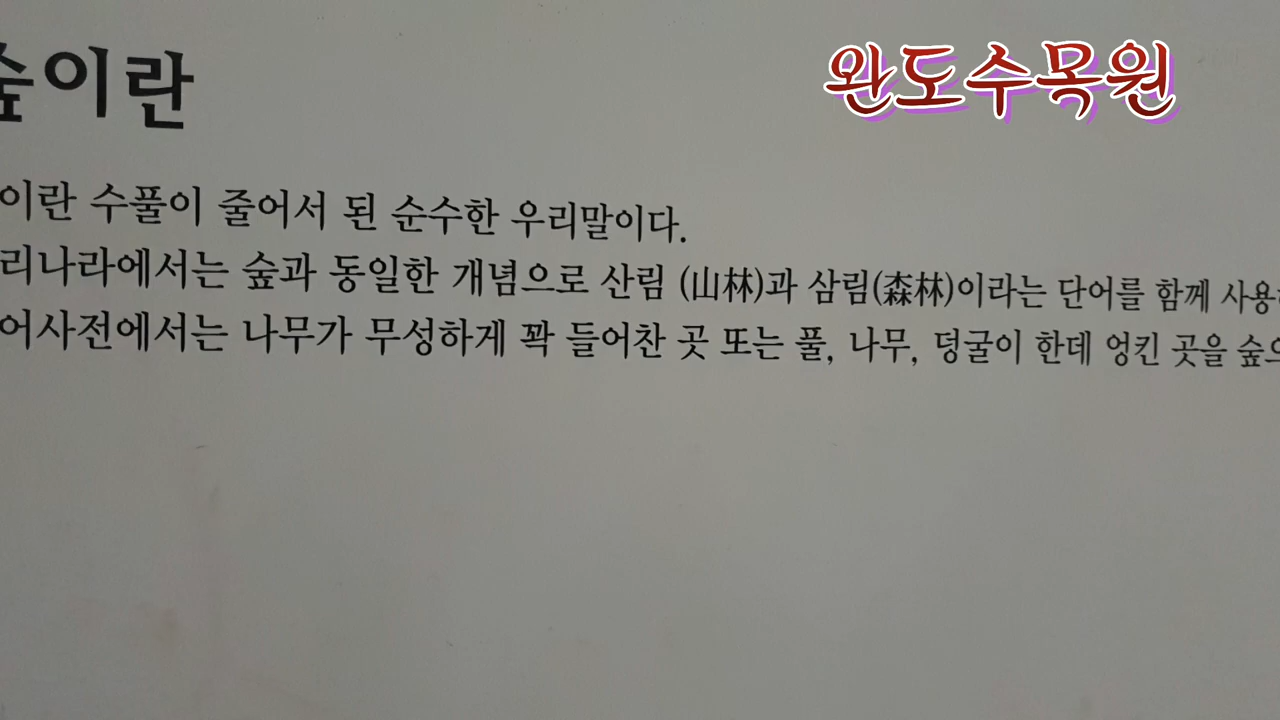 숲이란
완도수목원
이란 수풀이 줄어서 된 순수한 우리말이다.
리나라에서는 숲과 동일한 개념으로 산림 (山林)과 삼림(森林)이라는 단어를 함께 사용
어사전에서는 나무가 무성하게 꽉 들어찬 곳 또는 풀, 나무, 덩굴이 한데 엉킨 곳을 숲으